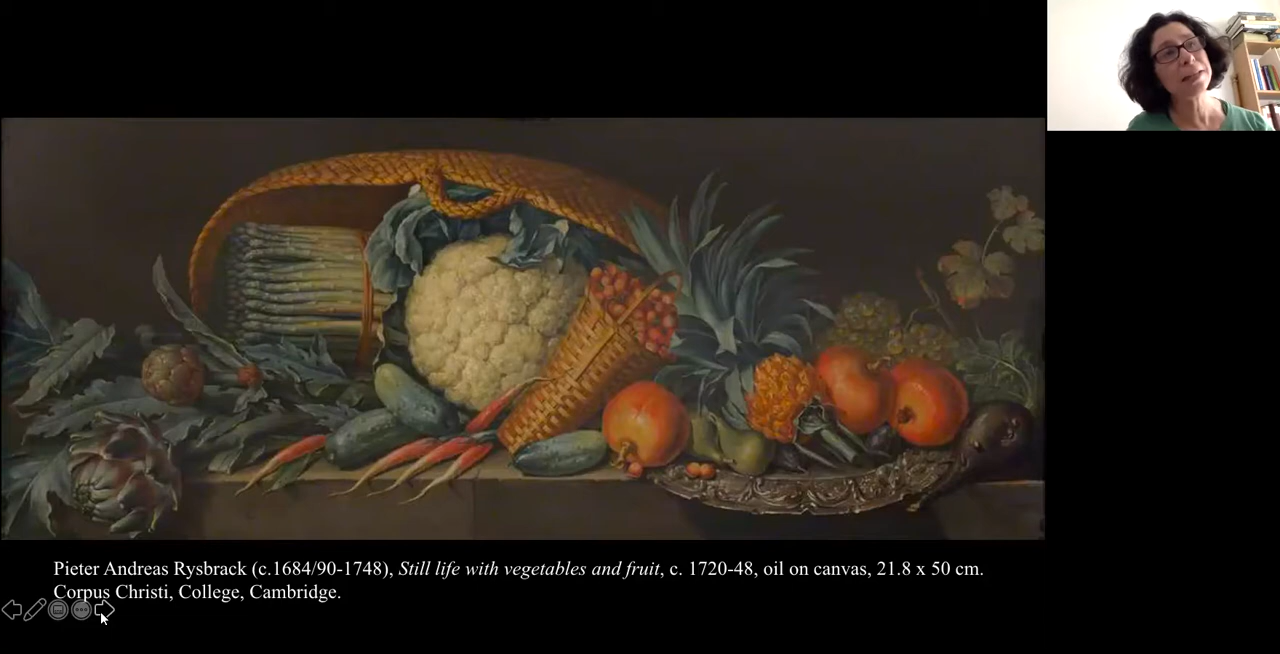 Pieter Andreas Rysbrack (c.1684/90-1748), Still life with vegetables and fruit, c. 1720-48, oil on canvas, 21.8 x 50 cm.
Corpus Christi, College, Cambridge.